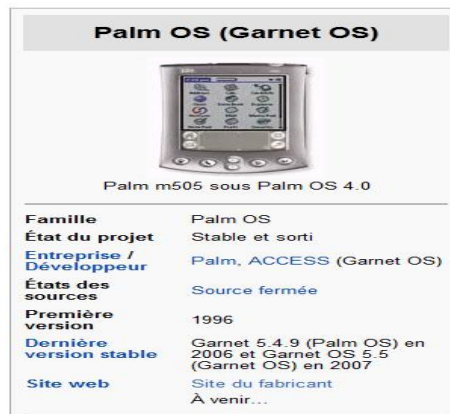 Palm OS (Garnet OS)
Palm m505 sous Palm OS 4.0
Famille Palm OS
État du projet Stable et sorti
Entreprise / Développeur Palm, ACCESS (Garnet OS)
États des sources Source fermée
Première version 1996
Dernière version stable Garnet 5.4.9 (Palm OS) en
2006 et Garnet OS 5.5
(Garnet OS) en 2007
Site web Site du fabricant
À venir...